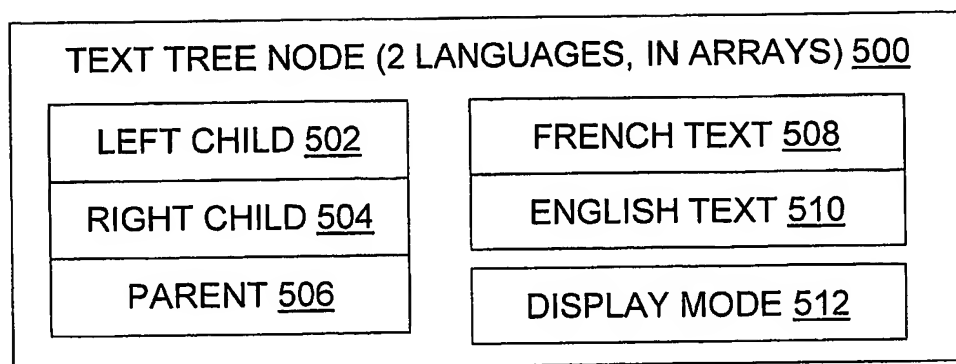 TEXT TREE NODE (2 LANGUAGES, IN ARRAYS) 500
LEFT CHILD 502
RIGHT CHILD 504
PARENT 506
FRENCH TEXT 508
ENGLISH TEXT 510
DISPLAY MODE 512